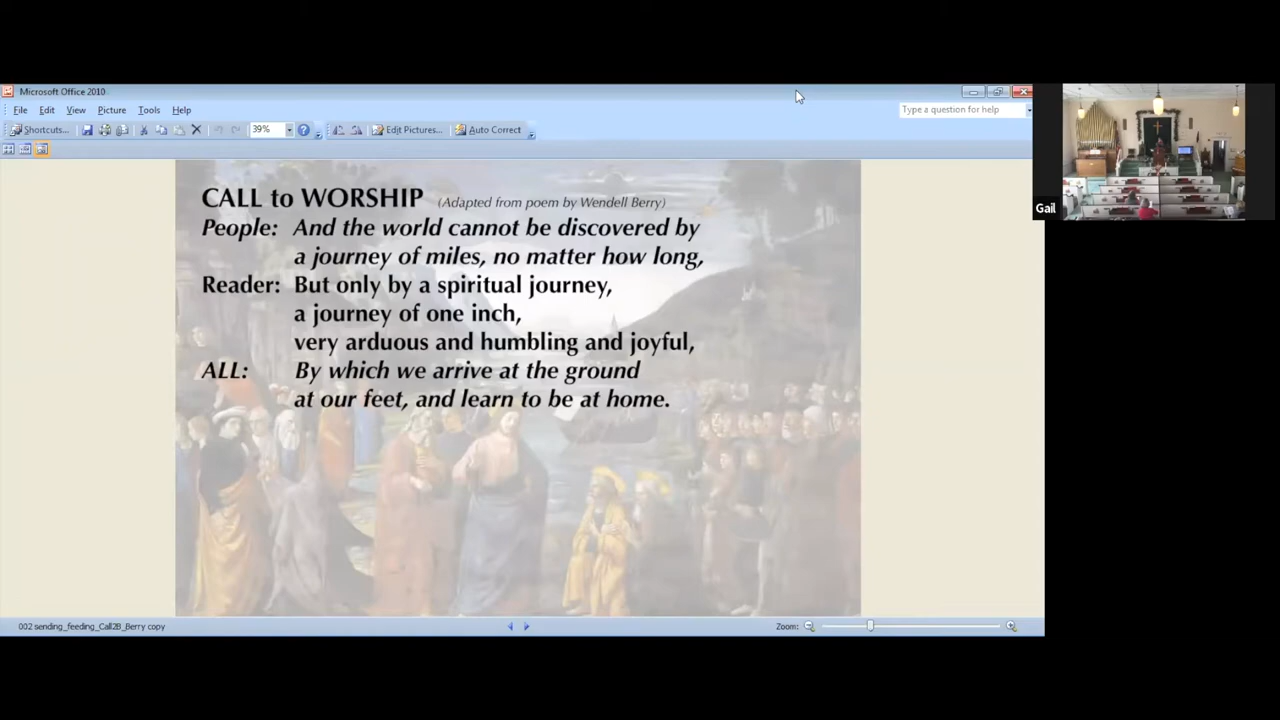 Microsoft Office 2010
File Edit View Picture Tools Help
Type a question for help
Shortcuts... 39% Edit Pictures... Auto Correct
CALL to WORSHIP (Adapted from poem by Wendell Berry)
People: And the world cannot be discovered by
a journey of miles, no matter how long,
Reader: But only by a spiritual journey,
a journey of one inch,
very arduous and humbling and joyful,
ALL: By which we arrive at the ground
at our feet, and learn to be at home.
Gail
002 sending_feeding_Call2B_Berry copy
Zoom: